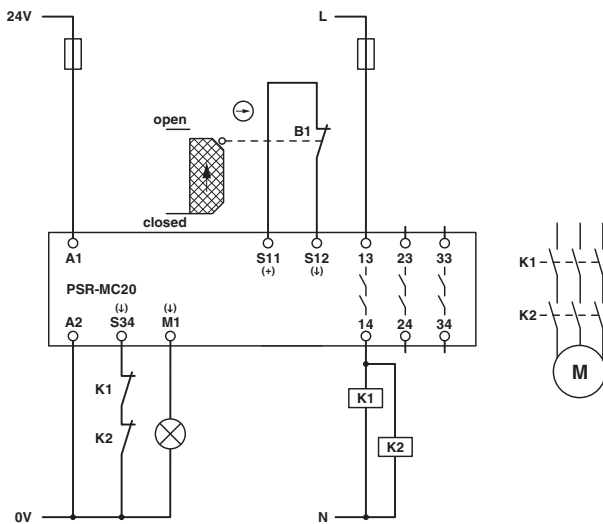 24V
L
open
B1
closed
A1
S11
(+)
S12
(↓)
13
23
33
PSR-MC20
A2
(↓)
S34
(↓)
M1
14
24
34
K1
K2
K1
K2
0V
N
K1
K2
M